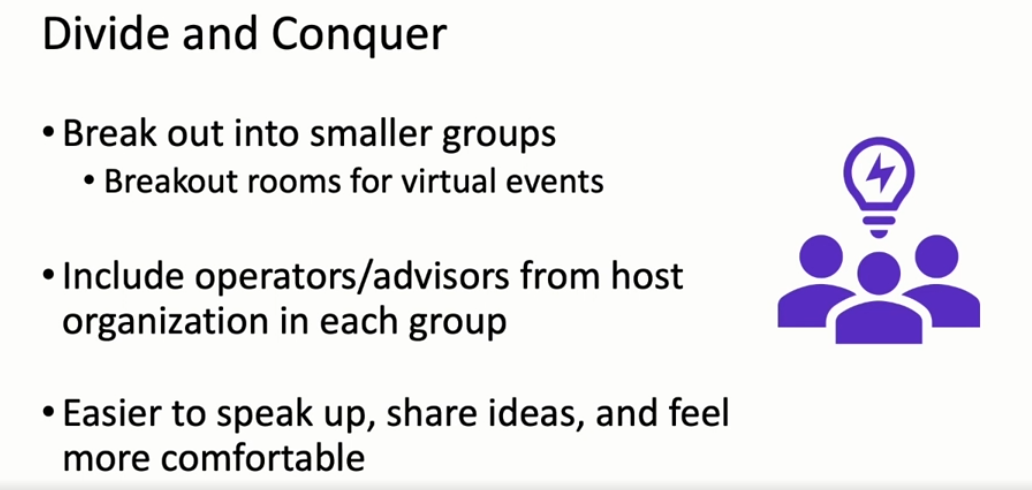 Divide and Conquer
• Break out into smaller groups
• Breakout rooms for virtual events
• Include operators/advisors from host
organization in each group
• Easier to speak up, share ideas, and feel
more comfortable